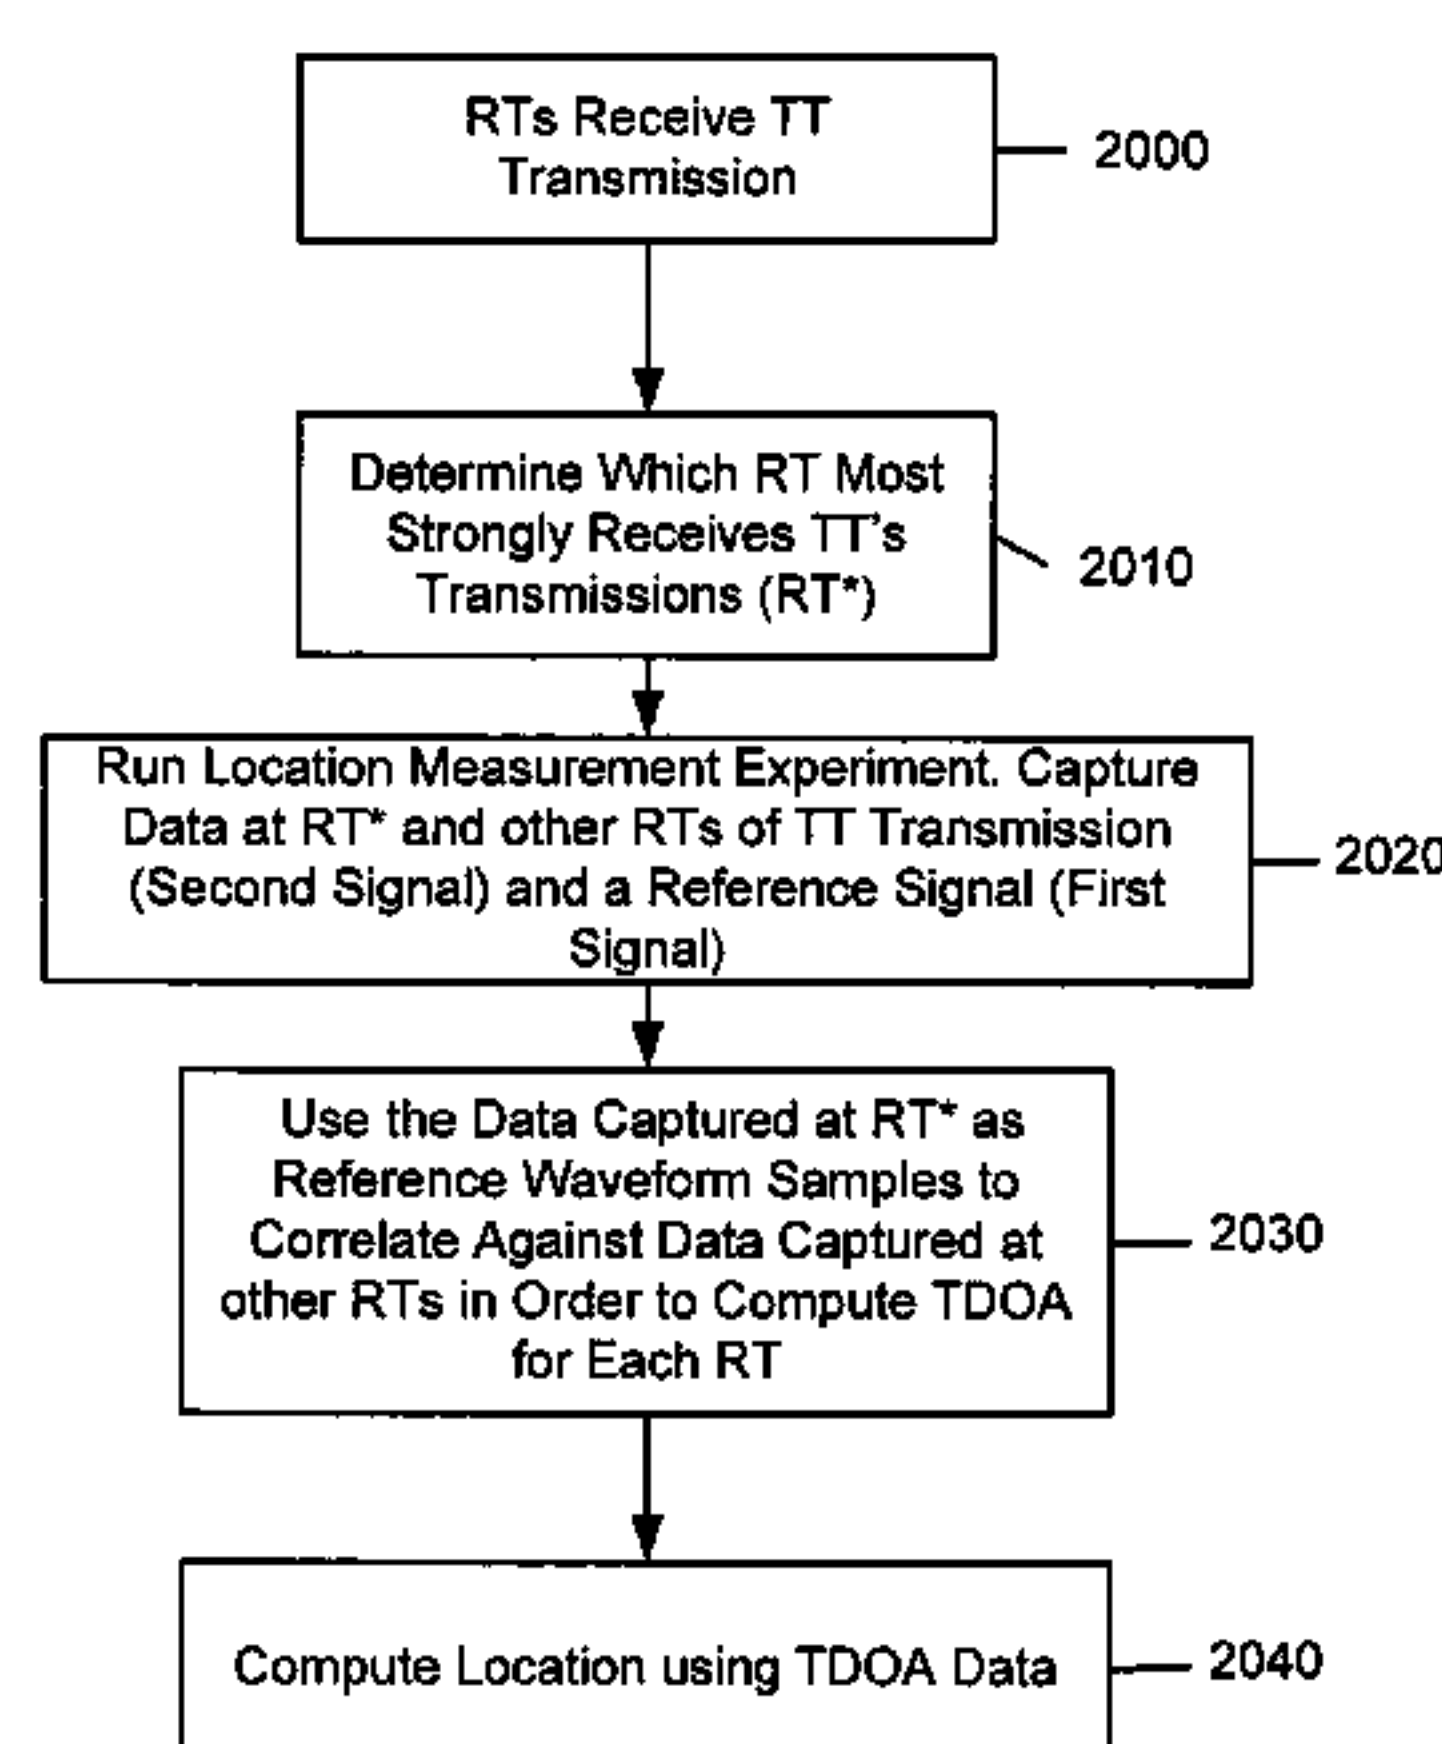 RTs Receive TT
Transmission
2000
Determine Which RT Most
Strongly Receives TT's
Transmissions (RT*)
2010
Run Location Measurement Experiment. Capture
Data at RT* and other RTs of TT Transmission
(Second Signal) and a Reference Signal (First
Signal)
2020
Use the Data Captured at RT* as
Reference Waveform Samples to
Correlate Against Data Captured at
other RTs in Order to Compute TDOA
for Each RT
2030
Compute Location using TDOA Data
2040